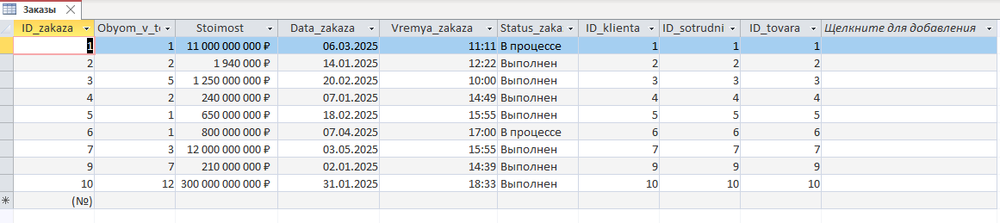 Заказы
ID_zakaza Obyom_v_to Stoimost Data_zakaza Vremya_zakaza Status_zaka ID_klienta ID_sotrudni ID_tovara Щелкните для добавления
1 1 11 000 000 000 ₽ 06.03.2025 11:11 В процессе 1 1 1
2 2 1 940 000 ₽ 14.01.2025 12:22 Выполнен 2 2 2
3 5 1 250 000 000 ₽ 20.02.2025 10:00 Выполнен 3 3 3
4 2 240 000 000 ₽ 07.01.2025 14:49 Выполнен 4 4 4
5 1 650 000 000 ₽ 18.02.2025 15:55 Выполнен 5 5 5
6 1 800 000 000 ₽ 07.04.2025 17:00 В процессе 6 6 6
7 3 12 000 000 000 ₽ 03.05.2025 15:55 Выполнен 7 7 7
9 7 210 000 000 ₽ 02.01.2025 14:39 Выполнен 9 9 9
10 12 300 000 000 000 ₽ 31.01.2025 18:33 Выполнен 10 10 10
(№)